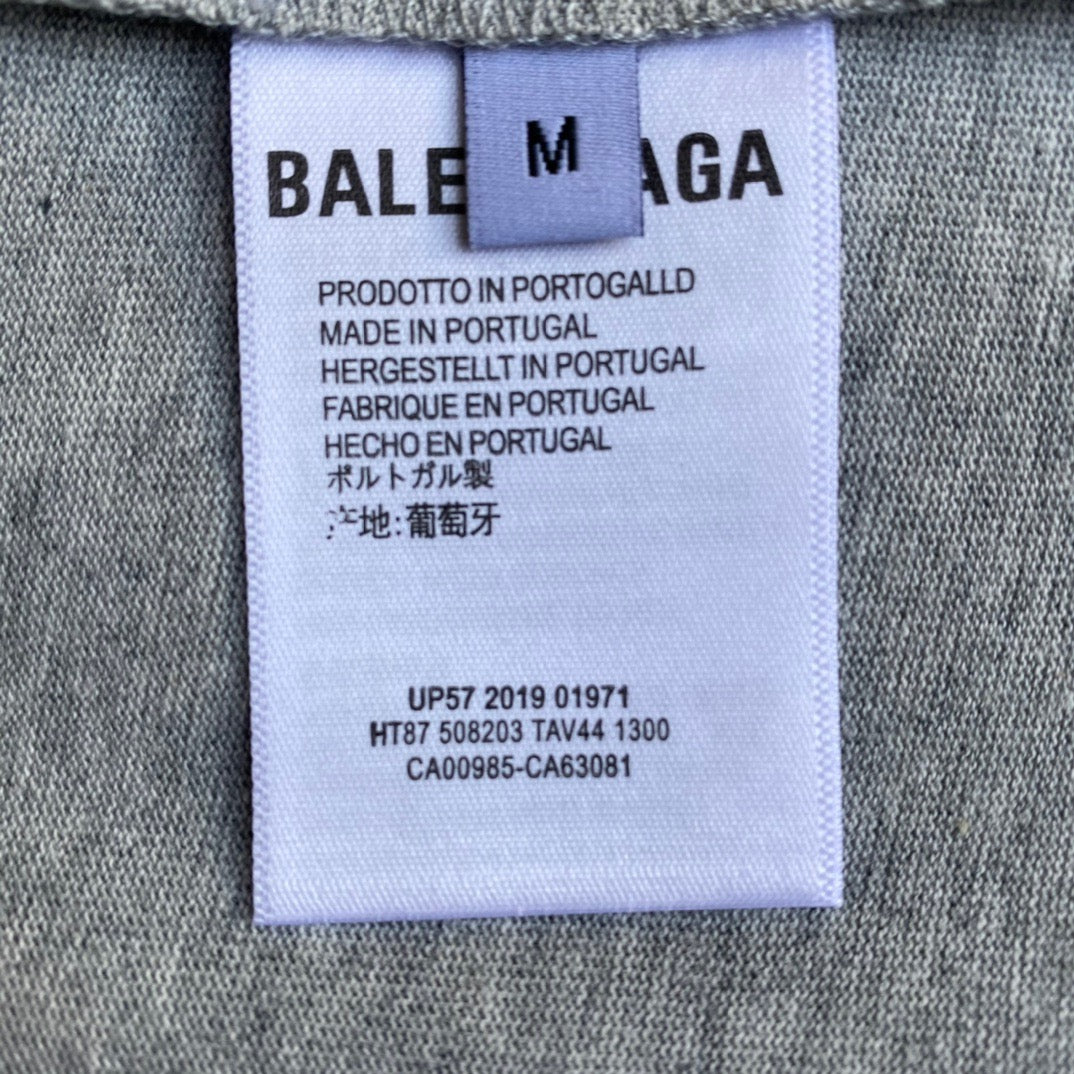 M
BALE AGA
PRODOTTO IN PORTOGALLD
MADE IN PORTUGAL
HERGESTELLT IN PORTUGAL
FABRIQUE EN PORTUGAL
HECHO EN PORTUGAL
ポルトガル製
地:葡萄牙
UP57 2019 01971
HT87 508203 TAV44 1300
CA00985-CA63081